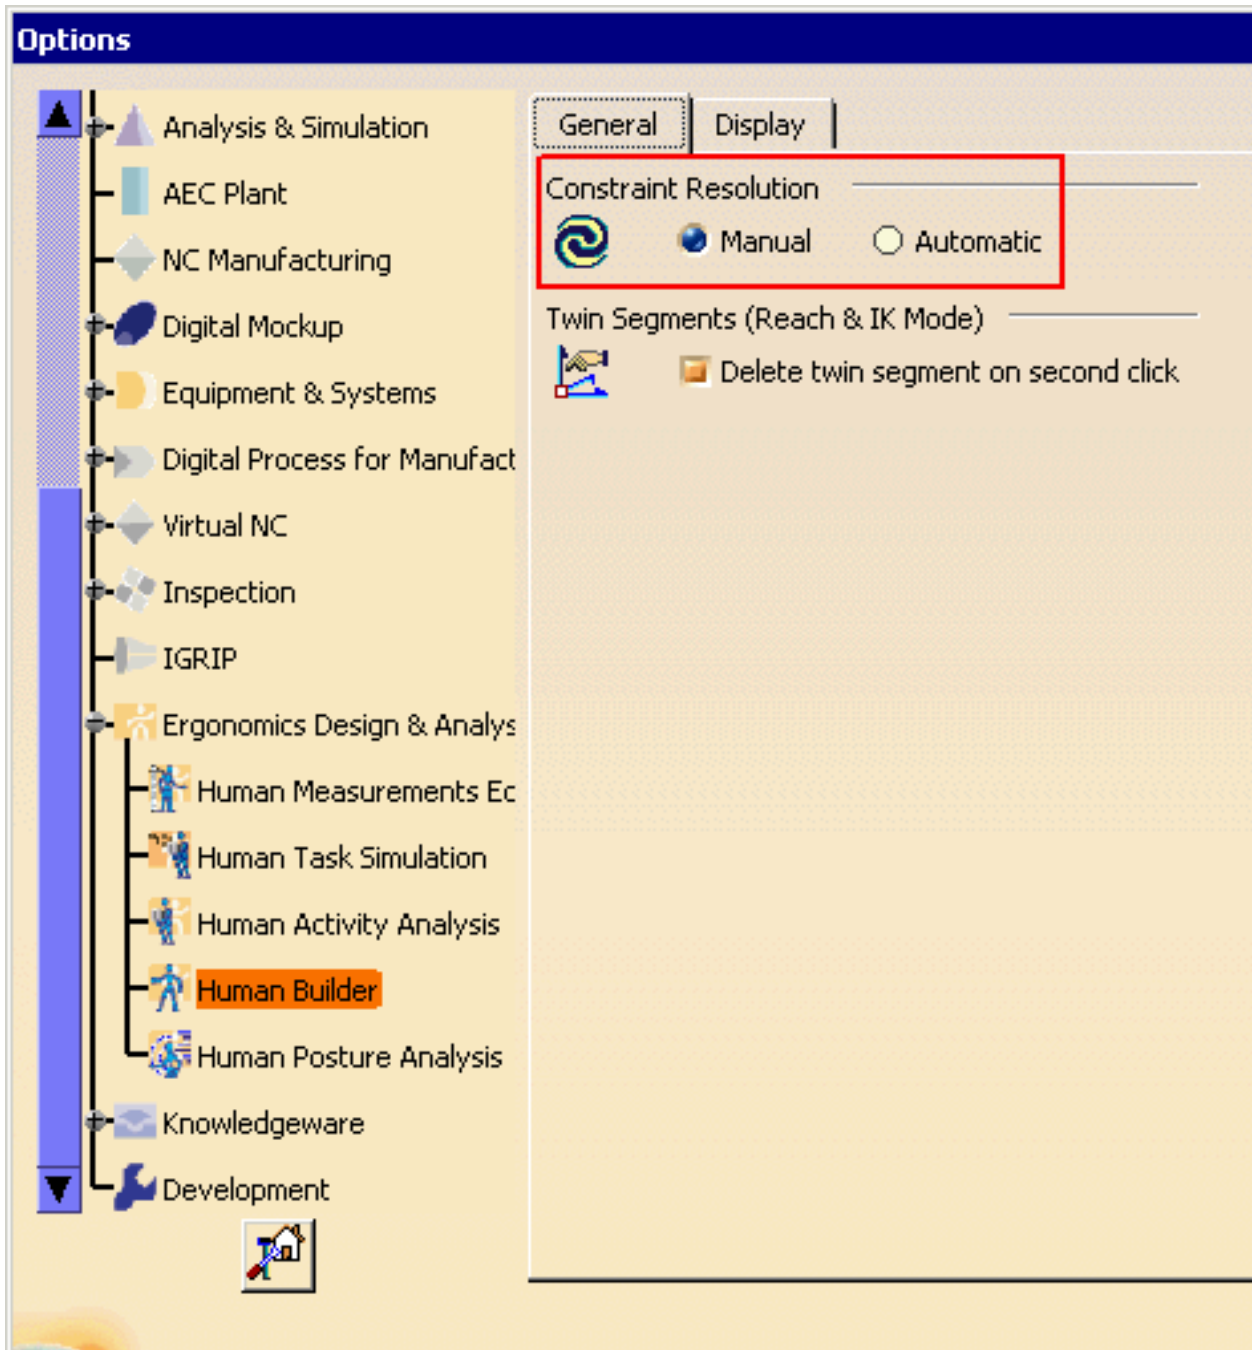 Options
Analysis & Simulation
AEC Plant
NC Manufacturing
Digital Mockup
Equipment & Systems
Digital Process for Manufact
Virtual NC
Inspection
IGRIP
Ergonomics Design & Analys
Human Measurements Ec
Human Task Simulation
Human Activity Analysis
Human Builder
Human Posture Analysis
Knowledgeware
Development
General Display
Constraint Resolution
Manual Automatic
Twin Segments (Reach & IK Mode)
Delete twin segment on second click